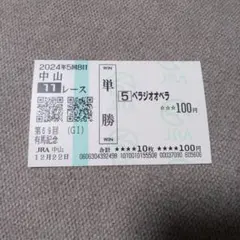 2024年5回8日
中山
11レース
WIN
単勝
WIN
5 ベラジオオペラ
☆☆☆100円
第69回 (GI)
有馬記念
JRA 中山
12月22日
合計 ☆☆☆☆10枚 ☆☆☆☆100円